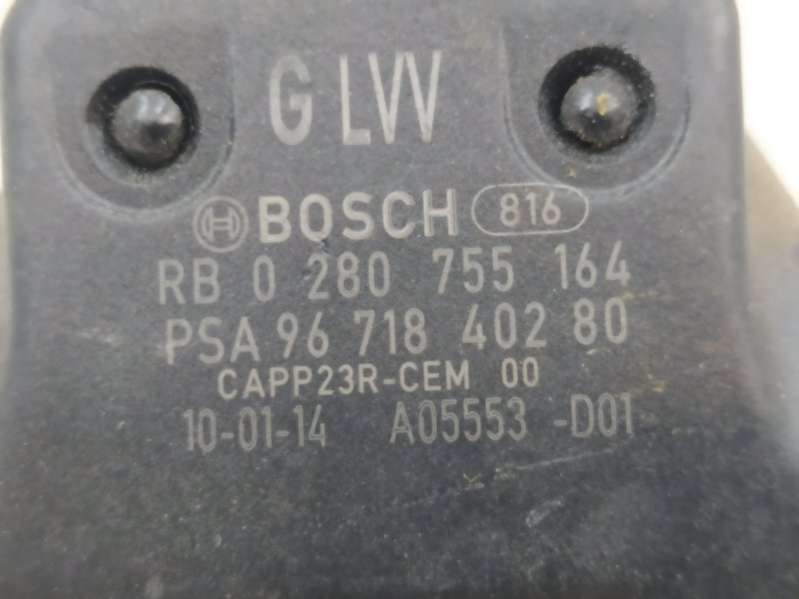 G LVV
BOSCH 816
RB 0 280 755 164
PSA 96 718 402 80
CAPP23R-CEM 00
10-01-14 A05553 -D01